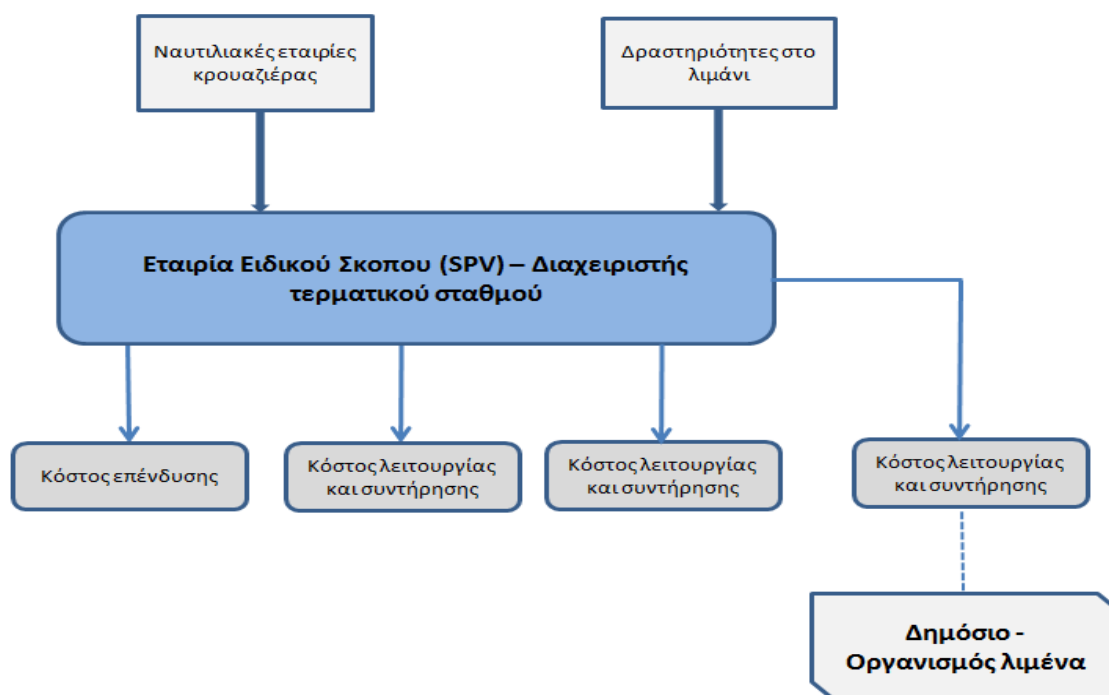 Ναυτιλιακές εταιρίες
κρουαζιέρας
Δραστηριότητες στο
λιμάνι
Εταιρία Ειδικού Σκοπου (SPV) – Διαχειριστής
τερματικού σταθμού
Κόστος επένδυσης
Κόστος λειτουργίας
και συντήρησης
Κόστος λειτουργίας
και συντήρησης
Κόστος λειτουργίας
και συντήρησης
Δημόσιο -
Οργανισμός λιμένα